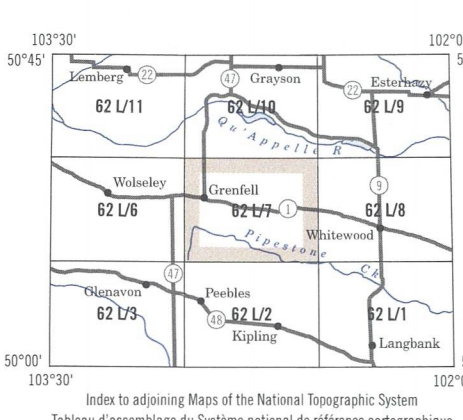 103°30'
102°0
50°45'
5
Lemberg
22
47
Grayson
22
Esterhazy
62 L/11
62 L/10
62 L/9
Qu'Appelle R
Wolseley
Grenfell
9
62 L/6
62 L/7
1
62 L/8
Whitewood
Pipestone Ck
47
Glenavon
Peebles
62 L/3
48
62 L/2
62 L/1
Kipling
Langbank
50°00'
5
103°30'
102°0
Index to adjoining Maps of the National Topographic System
Tableau d'assemblage du Système national de référence cartographique